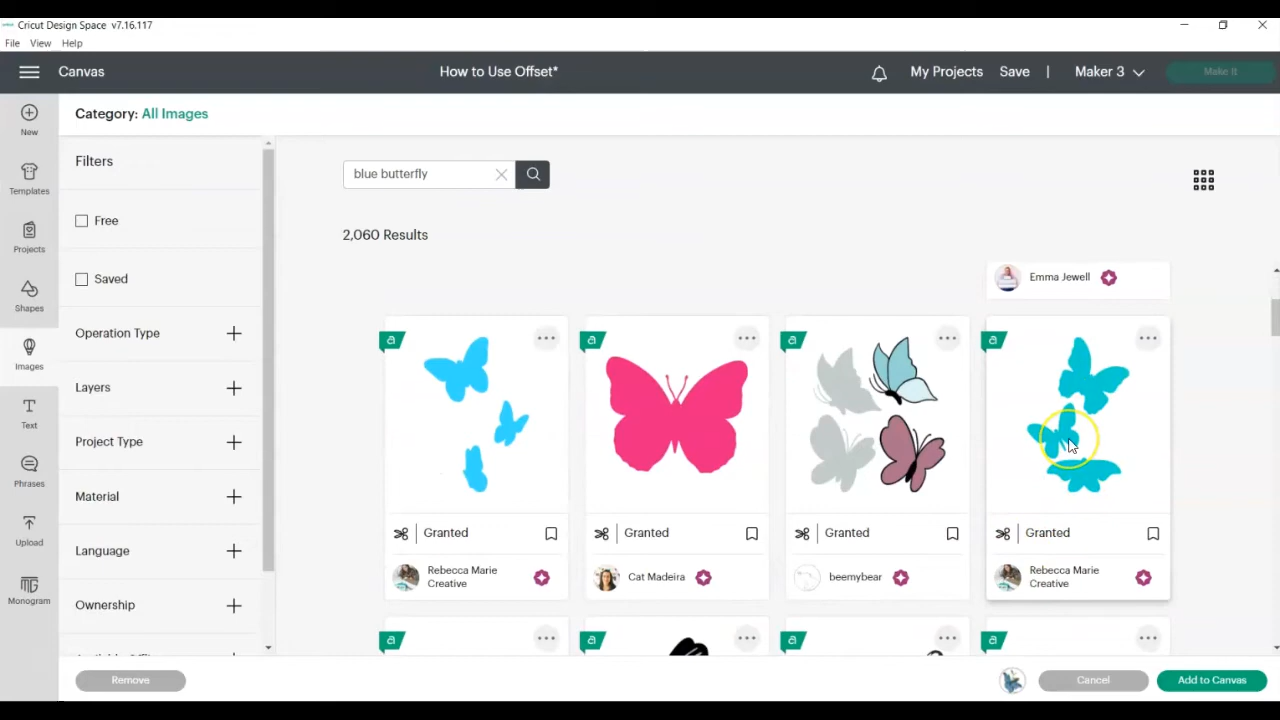 Cricut Design Space v7.16.117
File View Help
Canvas
How to Use Offset*
My Projects Save | Maker 3
Make It
New
Templates
Projects
Shapes
Images
Text
Phrases
Upload
Monogram
Category: All Images
Filters
Free
Saved
Operation Type
Layers
Project Type
Material
Language
Ownership
blue butterfly
2,060 Results
Emma Jewell
a
a
a
a
Granted
Granted
Granted
Granted
Rebecca Marie
Creative
Cat Madeira
beemybear
Rebecca Marie
Creative
a
a
a
a
Remove
Cancel
Add to Canvas